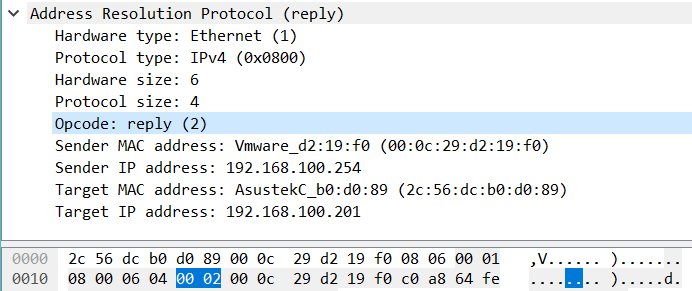 Address Resolution Protocol (reply)
Hardware type: Ethernet (1)
Protocol type: IPv4 (0x0800)
Hardware size: 6
Protocol size: 4
Opcode: reply (2)
Sender MAC address: Vmware_d2:19:f0 (00:0c:29:d2:19:f0)
Sender IP address: 192.168.100.254
Target MAC address: AsustekC_b0:d0:89 (2c:56:dc:b0:d0:89)
Target IP address: 192.168.100.201
0000 2c 56 dc b0 d0 89 00 0c 29 d2 19 f0 08 06 00 01 ,V...... ).......
0010 08 00 06 04 00 02 00 0c 29 d2 19 f0 c0 a8 64 fe ........ ).....d.